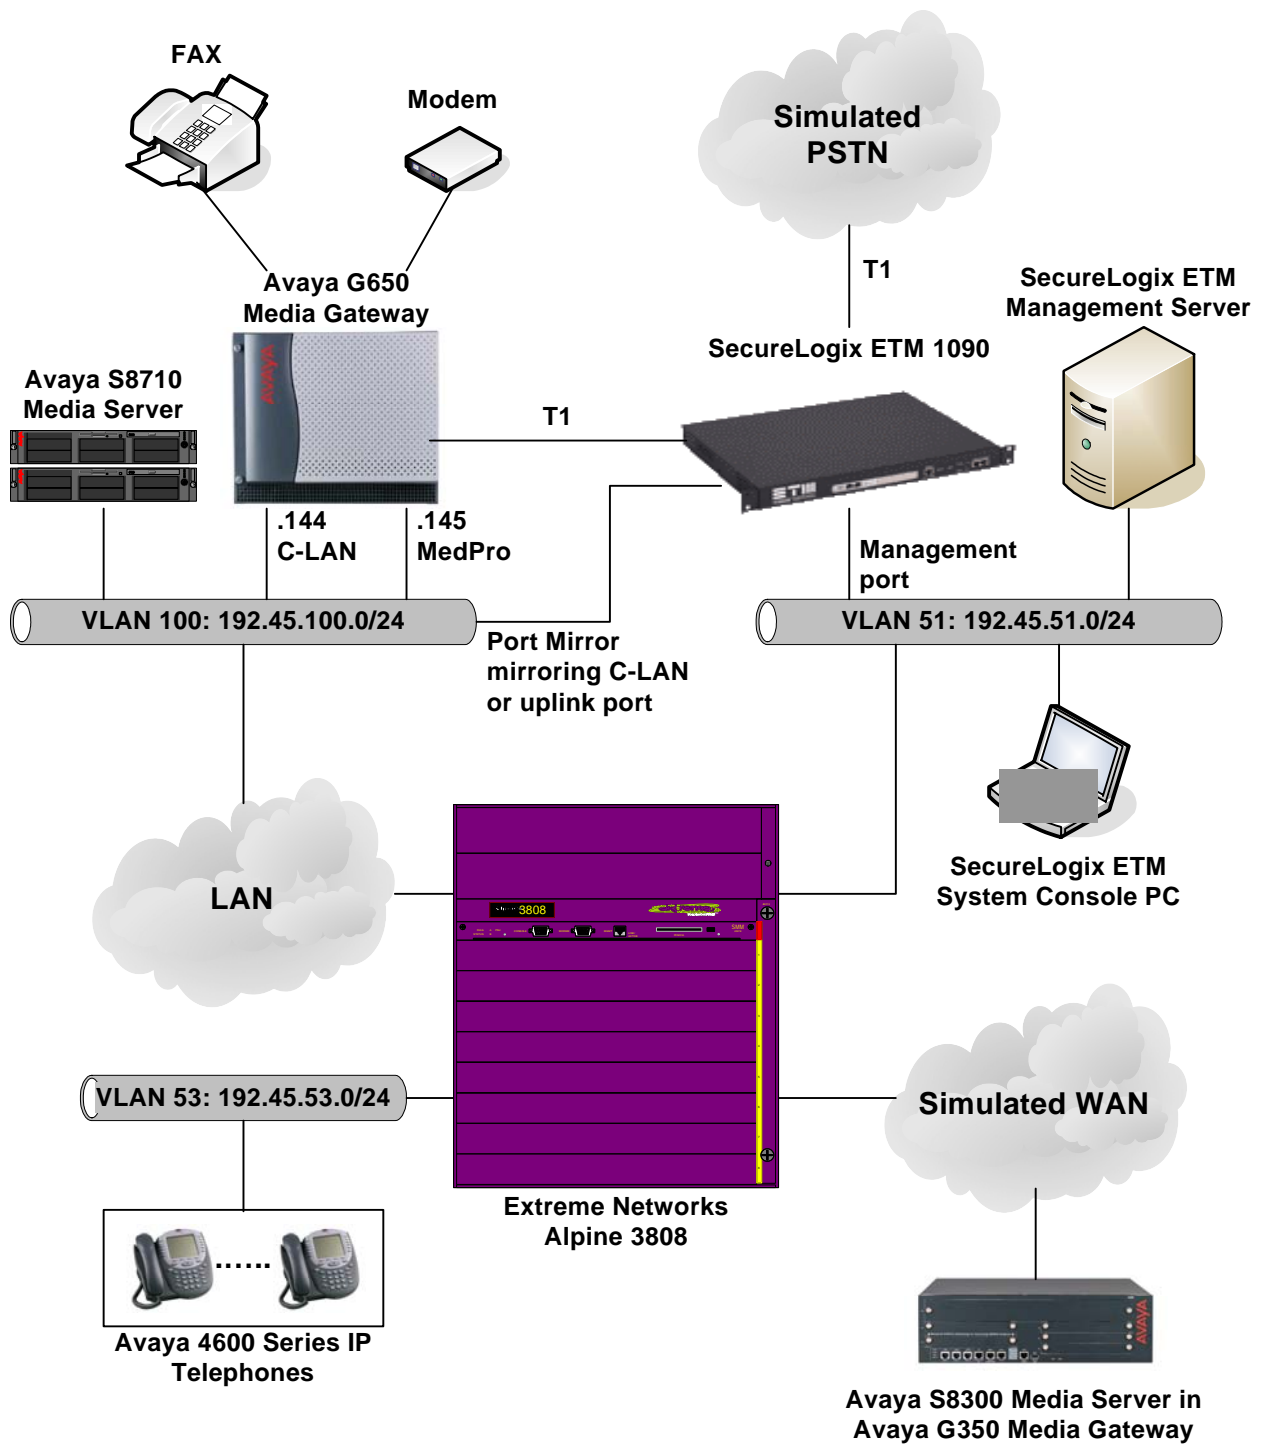 FAX
Modem
Simulated
PSTN
T1
Avaya G650
Media Gateway
AVAYA
SecureLogix ETM
Management Server
SecureLogix ETM 1090
Avaya S8710
Media Server
T1
ETM
.144
C-LAN
.145
MedPro
Management
port
VLAN 100: 192.45.100.0/24
VLAN 51: 192.45.51.0/24
Port Mirror
mirroring C-LAN
or uplink port
LAN
3808
SMM
SecureLogix ETM
System Console PC
VLAN 53: 192.45.53.0/24
Simulated WAN
Extreme Networks
Alpine 3808
......
Avaya 4600 Series IP
Telephones
AVAYA
Avaya S8300 Media Server in
Avaya G350 Media Gateway